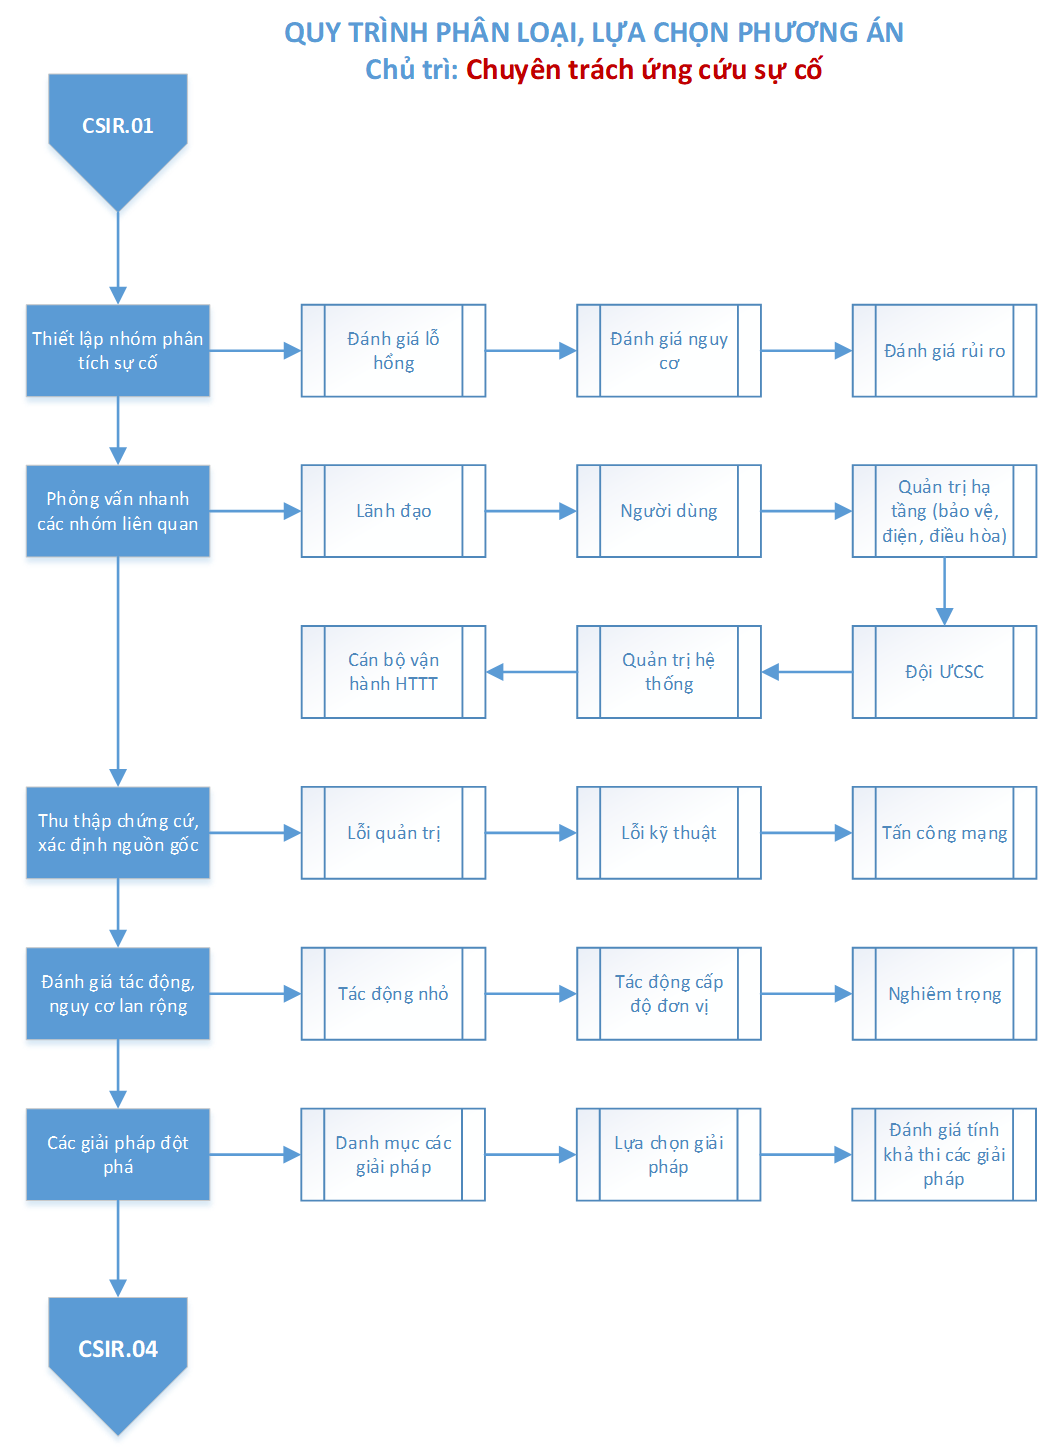 QUY TRÌNH PHÂN LOẠI, LỰA CHỌN PHƯƠNG ÁN
Chủ trì: Chuyên trách ứng cứu sự cố
CSIR.01
Thiết lập nhóm phân
tích sự cố
Đánh giá lỗ
hổng
Đánh giá nguy
cơ
Đánh giá rủi ro
Phỏng vấn nhanh
các nhóm liên quan
Lãnh đạo
Người dùng
Quản trị hạ
tầng (bảo vệ,
điện, điều hòa)
Cán bộ vận
hành HTTT
Quản trị hệ
thống
Đội ƯCSC
Thu thập chứng cứ,
xác định nguồn gốc
Lỗi quản trị
Lỗi kỹ thuật
Tấn công mạng
Đánh giá tác động,
nguy cơ lan rộng
Tác động nhỏ
Tác động cấp
độ đơn vị
Nghiêm trọng
Các giải pháp đột
phá
Danh mục các
giải pháp
Lựa chọn giải
pháp
Đánh giá tính
khả thi các giải
pháp
CSIR.04